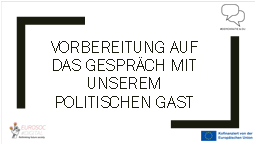 VORBEREITUNG AUF
DAS GESPRÄCH MIT
UNSEREM
POLITISCHEN GAST
Kofinanziert von der
Europäischen Union